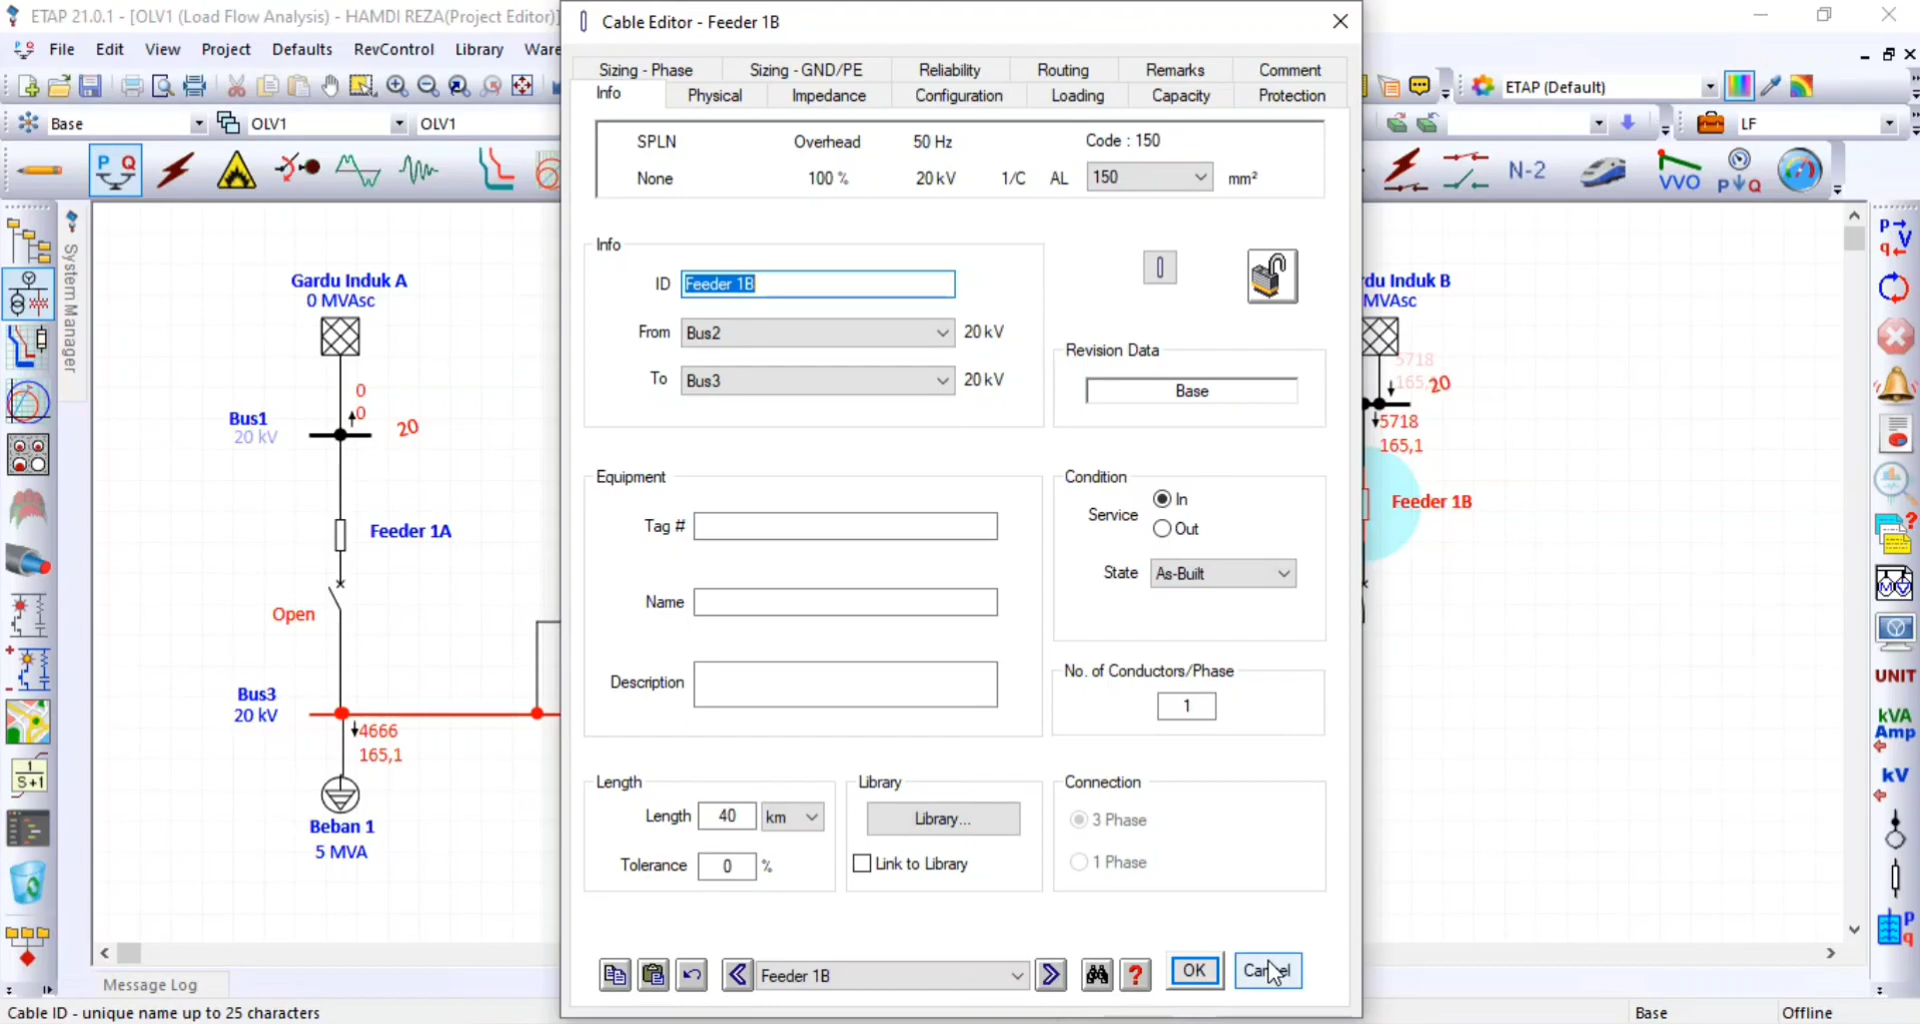 ETAP 21.0.1 - [OLV1 (Load Flow Analysis) - HAMDI REZA(Project Editor)]
Cable Editor - Feeder 1B
File Edit View Project Defaults RevControl Library Ware
ETAP (Default)
Base OLV1 OLV1
LF
P Q
N-2
VVO
P Q
System Manager
Sizing - Phase Sizing - GND/PE Reliability Routing Remarks Comment
Info Physical Impedance Configuration Loading Capacity Protection
SPLN Overhead 50 Hz Code : 150
None 100 % 20 kV 1/C AL 150 mm²
Info
ID Feeder 1B
From Bus2 20 kV
To Bus3 20 kV
Revision Data
Base
Equipment
Tag #
Name
Description
Condition
Service In
Out
State As-Built
No. of Conductors/Phase
1
Length
Length 40 km
Tolerance 0 %
Library
Library...
Link to Library
Connection
3 Phase
1 Phase
Feeder 1B
?
OK
Gardu Induk A
0 MVAsc
0
0
Bus1
20 kV
20
Feeder 1A
Open
Bus3
20 kV
4666
165,1
Beban 1
5 MVA
du Induk B
MVAsc
5718
20
5718
165,1
Feeder 1B
P V
q
UNIT
kVA
Amp
kV
P
q
1
S+1
Message Log
Cable ID - unique name up to 25 characters
Base Offline